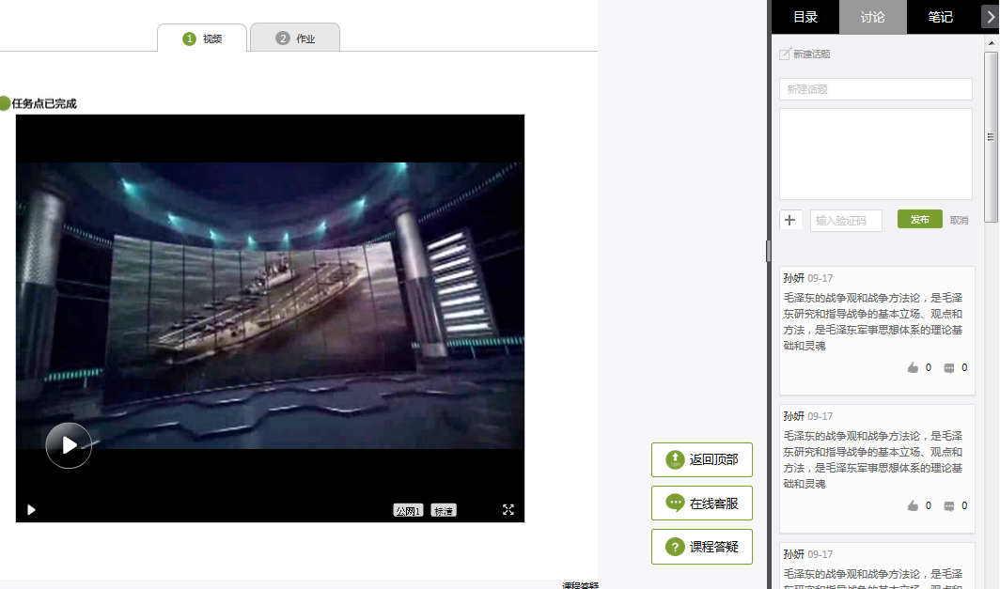 1 视频
2 作业
任务点已完成
公网1 标清
返回顶部
在线客服
? 课程答疑
课程答疑
目录 讨论 笔记
新建话题
新建话题
输入验证码 发布 取消
孙妍 09-17
毛泽东的战争观和战争方法论，是毛泽
东研究和指导战争的基本立场、观点和
方法，是毛泽东军事思想体系的理论基
础和灵魂
0 0
孙妍 09-17
毛泽东的战争观和战争方法论，是毛泽
东研究和指导战争的基本立场、观点和
方法，是毛泽东军事思想体系的理论基
础和灵魂
0 0
孙妍 09-17
毛泽东的战争观和战争方法论，是毛泽
东研究和指导战争的基本立场、观点和